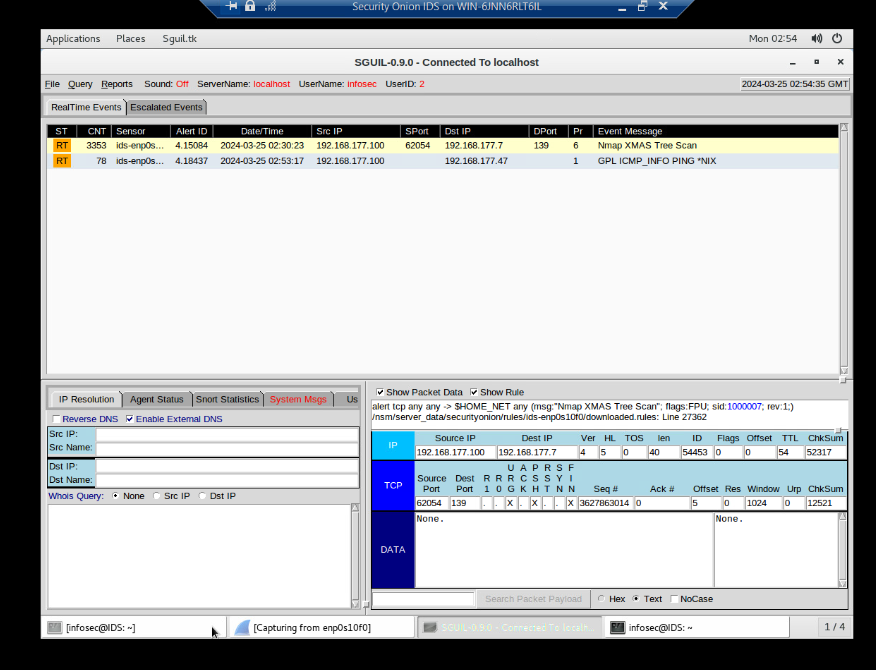 Security Onion IDS on WIN-6JNN6RLT6IL
Applications Places Sguil.tk Mon 02:54
SGUIL-0.9.0 - Connected To localhost
File Query Reports Sound: Off ServerName: localhost UserName: infosec UserID: 2 2024-03-25 02:54:35 GMT
RealTime Events Escalated Events
ST CNT Sensor Alert ID Date/Time Src IP SPort Dst IP DPort Pr Event Message
RT 3353 ids-enp0s... 4.15084 2024-03-25 02:30:23 192.168.177.100 62054 192.168.177.7 139 6 Nmap XMAS Tree Scan
RT 78 ids-enp0s... 4.18437 2024-03-25 02:53:17 192.168.177.100 192.168.177.47 1 GPL ICMP_INFO PING *NIX
IP Resolution Agent Status Snort Statistics System Msgs Us
Reverse DNS Enable External DNS
Src IP:
Src Name:
Dst IP:
Dst Name:
Whois Query: None Src IP Dst IP
Show Packet Data Show Rule
alert tcp any any -> $HOME_NET any (msg:"Nmap XMAS Tree Scan"; flags:FPU; sid:1000007; rev:1;)
/nsm/server_data/securityonion/rules/ids-enp0s10f0/downloaded.rules: Line 27362
IP
Source IP Dest IP Ver HL TOS len ID Flags Offset TTL ChkSum
192.168.177.100 192.168.177.7 4 5 0 40 54453 0 0 54 52317
TCP
U A P R S F
Source Dest R R R C S S Y I
Port Port 1 0 G K H T N N Seq # Ack # Offset Res Window Urp ChkSum
62054 139 . . X . X . . X 3627863014 0 5 0 1024 0 12521
DATA
None. None.
Search Packet Payload Hex Text NoCase
[infosec@IDS: ~] [Capturing from enp0s10f0] SGUIL-0.9.0 - Connected To localh... infosec@IDS: ~ 1 / 4